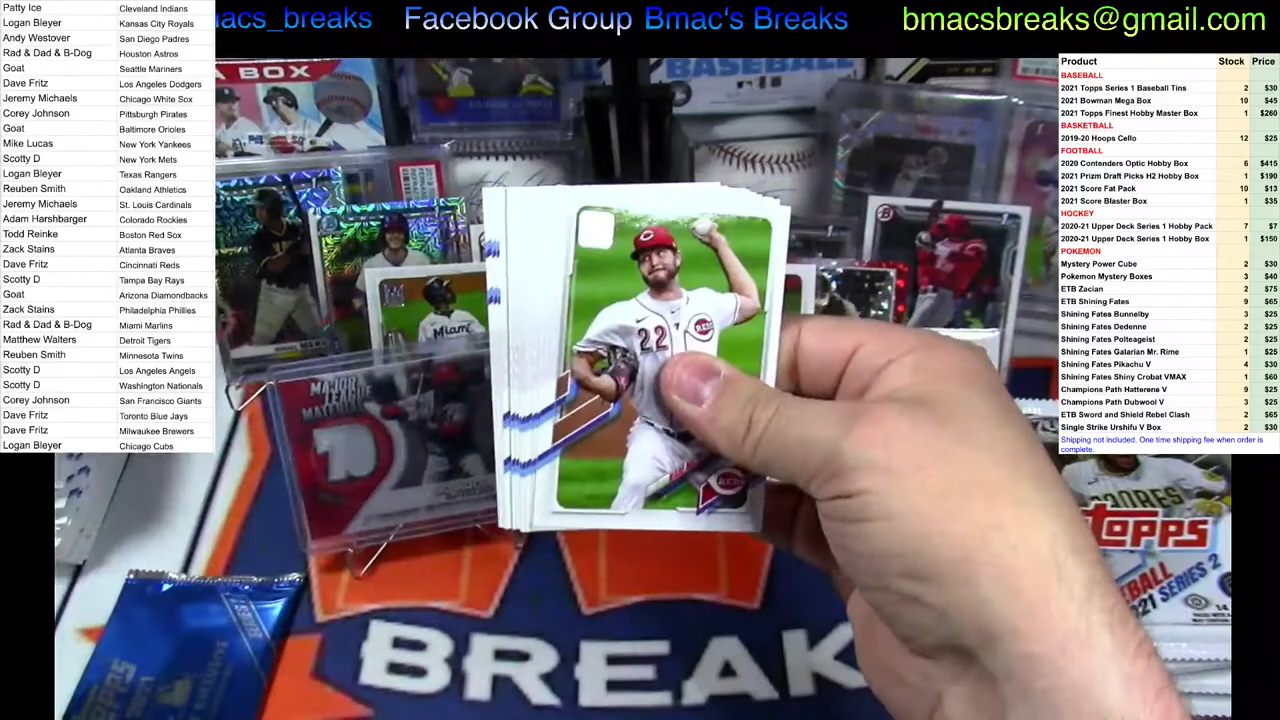 acs_breaks Facebook Group Bmac's Breaks bmacsbreaks@gmail.com
Patty Ice Cleveland Indians
Logan Bleyer Kansas City Royals
Andy Westover San Diego Padres
Rad & Dad & B-Dog Houston Astros
Goat Seattle Mariners
Dave Fritz Los Angeles Dodgers
Jeremy Michaels Chicago White Sox
Corey Johnson Pittsburgh Pirates
Goat Baltimore Orioles
Mike Lucas New York Yankees
Scotty D New York Mets
Logan Bleyer Texas Rangers
Reuben Smith Oakland Athletics
Jeremy Michaels St. Louis Cardinals
Adam Harshbarger Colorado Rockies
Todd Reinke Boston Red Sox
Zack Stains Atlanta Braves
Dave Fritz Cincinnati Reds
Scotty D Tampa Bay Rays
Goat Arizona Diamondbacks
Zack Stains Philadelphia Phillies
Rad & Dad & B-Dog Miami Marlins
Matthew Walters Detroit Tigers
Reuben Smith Minnesota Twins
Scotty D Los Angeles Angels
Scotty D Washington Nationals
Corey Johnson San Francisco Giants
Dave Fritz Toronto Blue Jays
Dave Fritz Milwaukee Brewers
Logan Bleyer Chicago Cubs
Product Stock Price
BASEBALL
2021 Topps Series 1 Baseball Tins 2 $30
2021 Bowman Mega Box 10 $45
2021 Topps Finest Hobby Master Box 1 $260
BASKETBALL
2019-20 Hoops Cello 12 $25
FOOTBALL
2020 Contenders Optic Hobby Box 6 $415
2021 Prizm Draft Picks H2 Hobby Box 1 $190
2021 Score Fat Pack 10 $13
2021 Score Blaster Box 1 $35
HOCKEY
2020-21 Upper Deck Series 1 Hobby Pack 7 $7
2020-21 Upper Deck Series 1 Hobby Box 1 $150
POKEMON
Mystery Power Cube 2 $30
Pokemon Mystery Boxes 3 $40
ETB Zacian 2 $75
ETB Shining Fates 9 $65
Shining Fates Bunnelby 3 $25
Shining Fates Dedenne 2 $25
Shining Fates Polteageist 2 $25
Shining Fates Galarian Mr. Rime 1 $25
Shining Fates Pikachu V 4 $30
Shining Fates Shiny Crobat VMAX 1 $60
Champions Path Hatterene V 9 $25
Champions Path Dubwool V 3 $25
ETB Sword and Shield Rebel Clash 2 $65
Single Strike Urshifu V Box 2 $30
Shipping not included. One time shipping fee when order is
complete.
A BOX
BASEBALL
Miami
22 REDS
REDS
MAJOR
LEAGUE
MATERIAL
PADRES
TOPPS
BALL
2021 SERIES 2
SERIES
BREAK